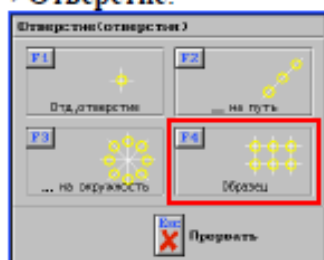 Отверстие.
Отверстие(отверстия)
F1
F2
Отд,отверстие
... на путь
F3
F4
... на окружность
Образец
Esc
Прервать